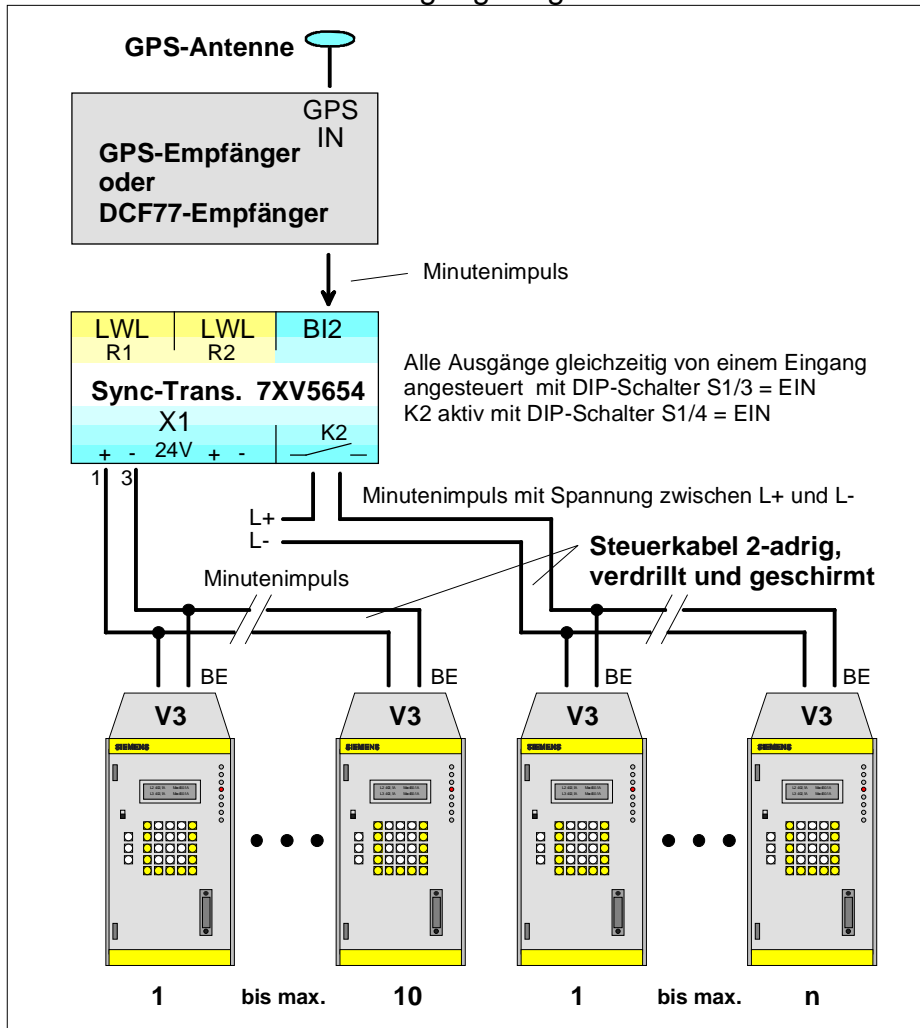 GPS-Antenne
GPS
IN
GPS-Empfänger
oder
DCF77-Empfänger
Minutenimpuls
LWL LWL BI2
R1 R2
Sync-Trans. 7XV5654
X1
K2
+ - 24V + -
1 3
Alle Ausgänge gleichzeitig von einem Eingang
angesteuert mit DIP-Schalter S1/3 = EIN
K2 aktiv mit DIP-Schalter S1/4 = EIN
Minutenimpuls mit Spannung zwischen L+ und L-
L+
L-
Steuerkabel 2-adrig,
verdrillt und geschirmt
Minutenimpuls
BE BE BE BE
V3 V3 V3 V3
SIEMENS SIEMENS SIEMENS SIEMENS
1 bis max. 10 1 bis max. n